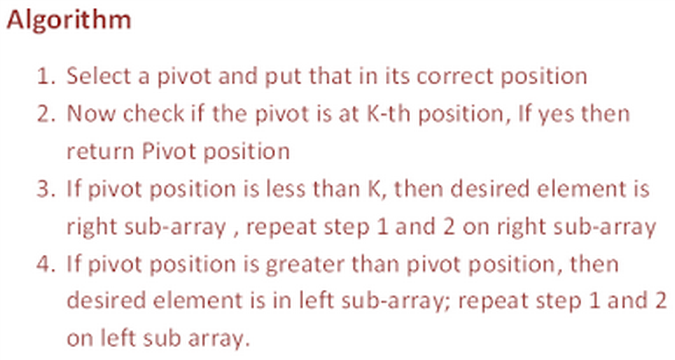 Algorithm
1. Select a pivot and put that in its correct position
2. Now check if the pivot is at K-th position, If yes then
return Pivot position
3. If pivot position is less than K, then desired element is
right sub-array , repeat step 1 and 2 on right sub-array
4. If pivot position is greater than pivot position, then
desired element is in left sub-array; repeat step 1 and 2
on left sub array.